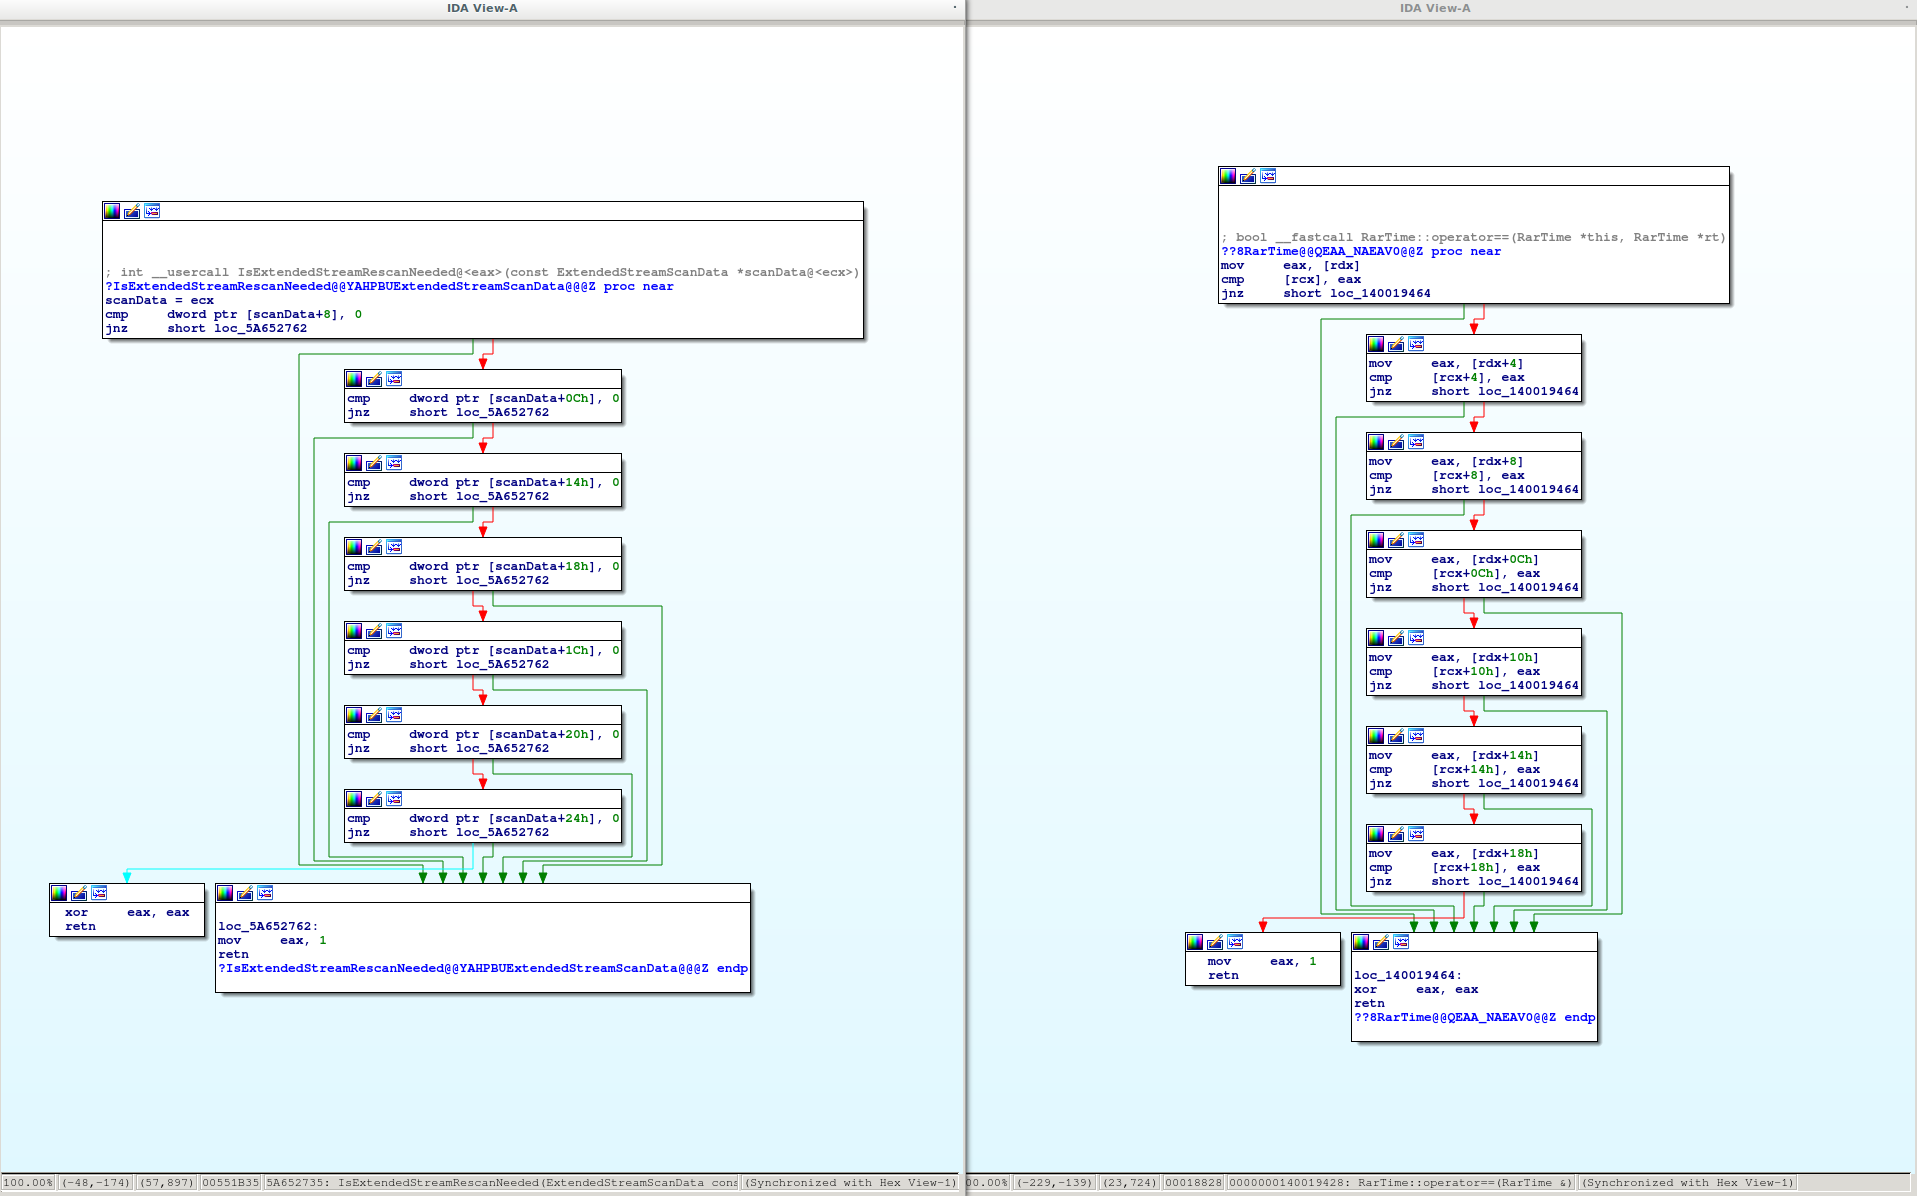 IDA View-A
; int __usercall IsExtendedStreamRescanNeeded@<eax>(const ExtendedStreamScanData *scanData@<ecx>)
?IsExtendedStreamRescanNeeded@@YAHPBUExtendedStreamScanData@@@Z proc near
scanData = ecx
cmp dword ptr [scanData+8], 0
jnz short loc_5A652762
cmp dword ptr [scanData+0Ch], 0
jnz short loc_5A652762
cmp dword ptr [scanData+14h], 0
jnz short loc_5A652762
cmp dword ptr [scanData+18h], 0
jnz short loc_5A652762
cmp dword ptr [scanData+1Ch], 0
jnz short loc_5A652762
cmp dword ptr [scanData+20h], 0
jnz short loc_5A652762
cmp dword ptr [scanData+24h], 0
jnz short loc_5A652762
xor eax, eax
retn
loc_5A652762:
mov eax, 1
retn
?IsExtendedStreamRescanNeeded@@YAHPBUExtendedStreamScanData@@@Z endp
100.00% (-48,-174) (57,897) 00551B35 5A652735: IsExtendedStreamRescanNeeded(ExtendedStreamScanData cons (Synchronized with Hex View-1)
IDA View-A
; bool __fastcall RarTime::operator==(RarTime *this, RarTime *rt)
??8RarTime@@QEAA_NAEAV0@@Z proc near
mov eax, [rdx]
cmp [rcx], eax
jnz short loc_140019464
mov eax, [rdx+4]
cmp [rcx+4], eax
jnz short loc_140019464
mov eax, [rdx+8]
cmp [rcx+8], eax
jnz short loc_140019464
mov eax, [rdx+0Ch]
cmp [rcx+0Ch], eax
jnz short loc_140019464
mov eax, [rdx+10h]
cmp [rcx+10h], eax
jnz short loc_140019464
mov eax, [rdx+14h]
cmp [rcx+14h], eax
jnz short loc_140019464
mov eax, [rdx+18h]
cmp [rcx+18h], eax
jnz short loc_140019464
mov eax, 1
retn
loc_140019464:
xor eax, eax
retn
??8RarTime@@QEAA_NAEAV0@@Z endp
00.00% (-229,-139) (23,724) 00018828 0000000140019428: RarTime::operator==(RarTime &) (Synchronized with Hex View-1)